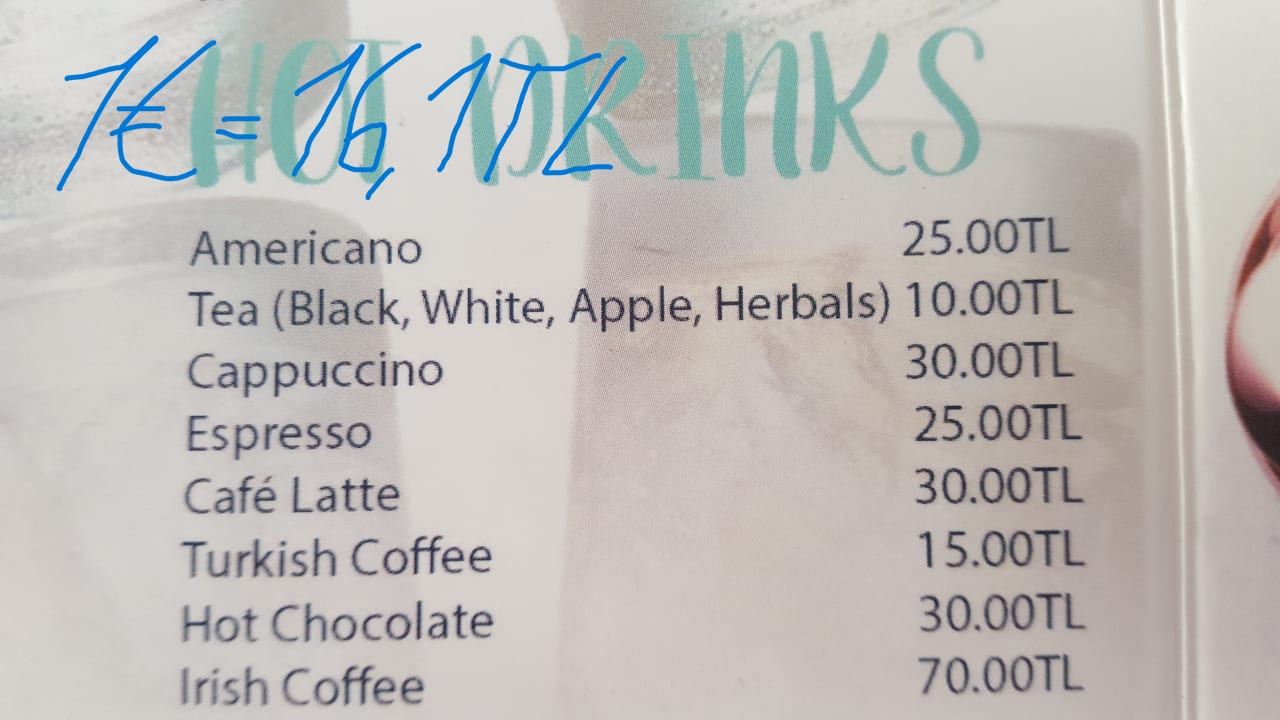 HOT DRINKS
1€ = 16,1TL
Americano 25.00TL
Tea (Black, White, Apple, Herbals) 10.00TL
Cappuccino 30.00TL
Espresso 25.00TL
Café Latte 30.00TL
Turkish Coffee 15.00TL
Hot Chocolate 30.00TL
Irish Coffee 70.00TL